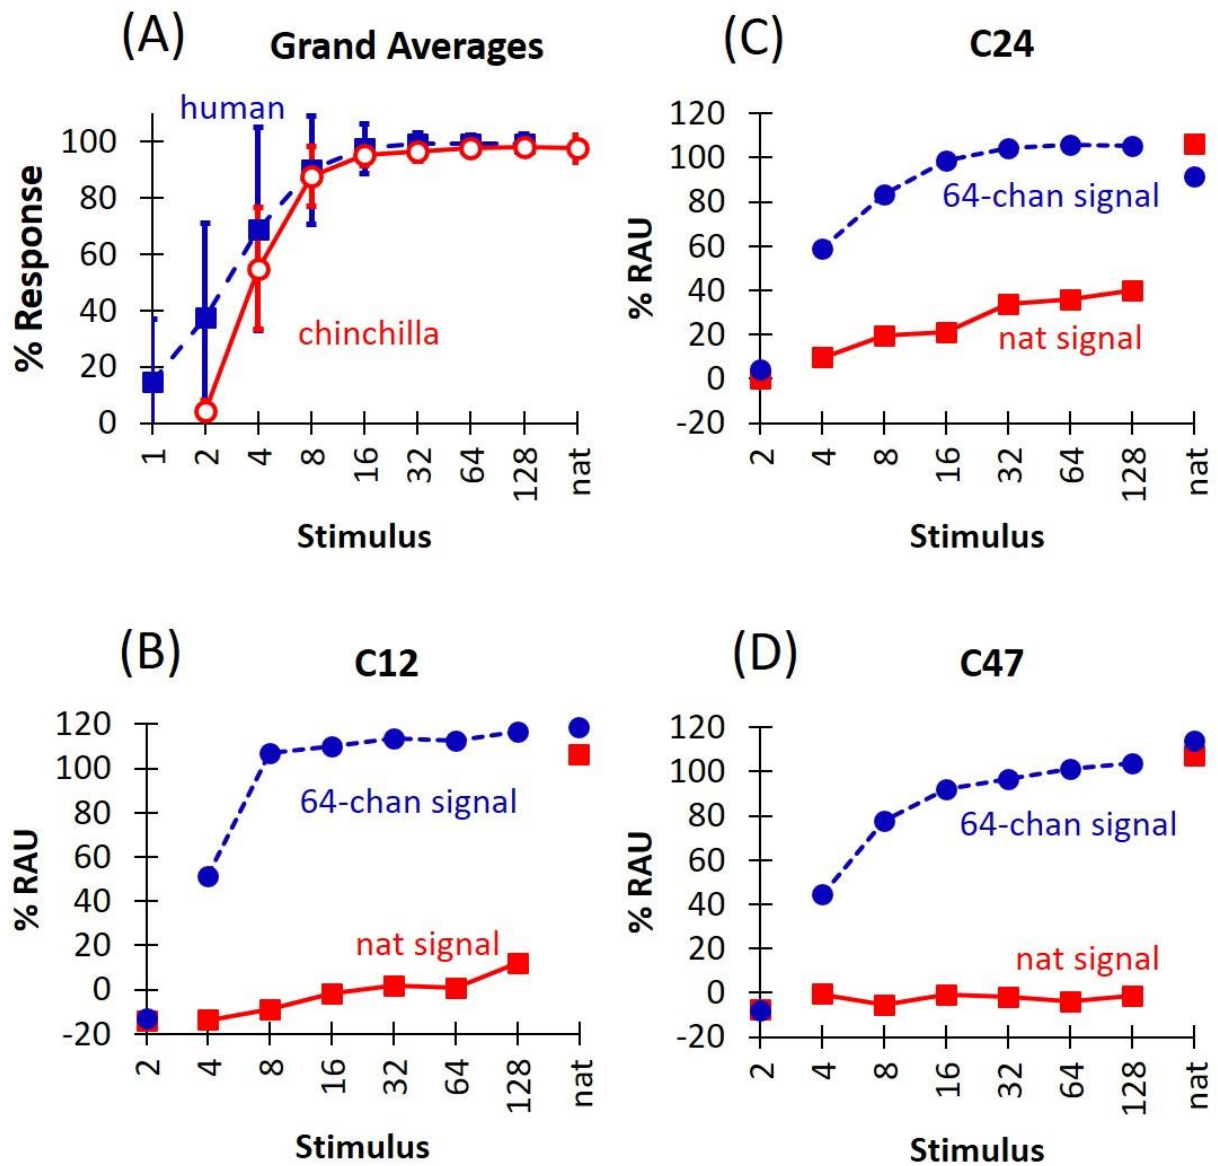 (A)
Grand Averages
human
chinchilla
% Response
100
80
60
40
20
0
1
2
4
8
16
32
64
128
nat
Stimulus
(C)
C24
64-chan signal
nat signal
% RAU
120
100
80
60
40
20
0
-20
2
4
8
16
32
64
128
nat
Stimulus
(B)
C12
64-chan signal
nat signal
% RAU
120
100
80
60
40
20
0
-20
2
4
8
16
32
64
128
nat
Stimulus
(D)
C47
64-chan signal
nat signal
% RAU
120
100
80
60
40
20
0
-20
2
4
8
16
32
64
128
nat
Stimulus